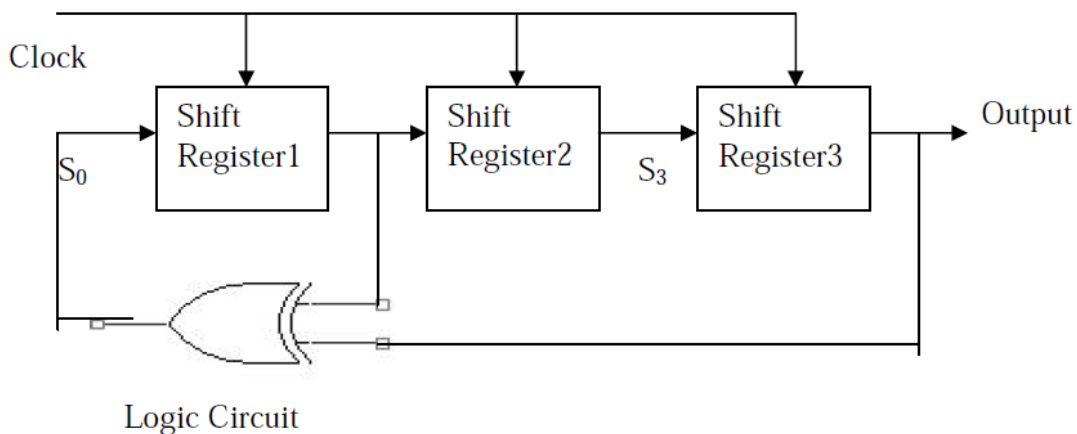 Clock
Shift
Register1
Shift
Register2
Shift
Register3
Output
S₀
S₃
Logic Circuit